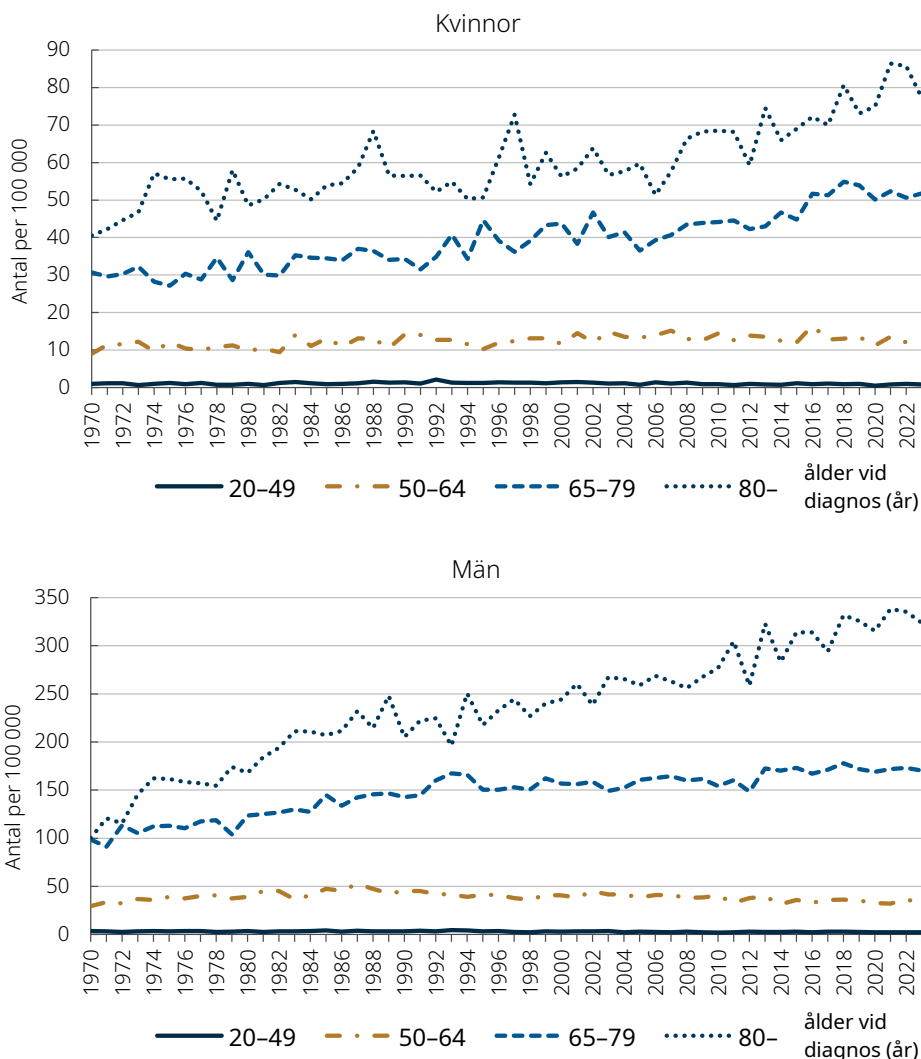 Kvinnor
Antal per 100 000
90
80
70
60
50
40
30
20
10
0
1970 1972 1974 1976 1978 1980 1982 1984 1986 1988 1990 1992 1994 1996 1998 2000 2002 2004 2006 2008 2010 2012 2014 2016 2018 2020 2022
20–49 50–64 65–79 80– ålder vid
diagnos (år)
Män
Antal per 100 000
350
300
250
200
150
100
50
0
1970 1972 1974 1976 1978 1980 1982 1984 1986 1988 1990 1992 1994 1996 1998 2000 2002 2004 2006 2008 2010 2012 2014 2016 2018 2020 2022
20–49 50–64 65–79 80– ålder vid
diagnos (år)